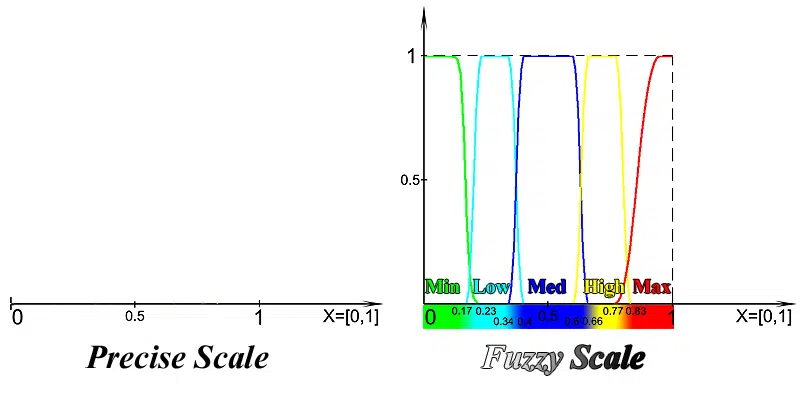 1
0.5
Min Low Med High Max
0 0.5 1 X=[0,1]
0 0.17 0.23 0.34 0.4 0.5 0.6 0.66 0.77 0.83 1 X=[0,1]
Precise Scale
Fuzzy Scale